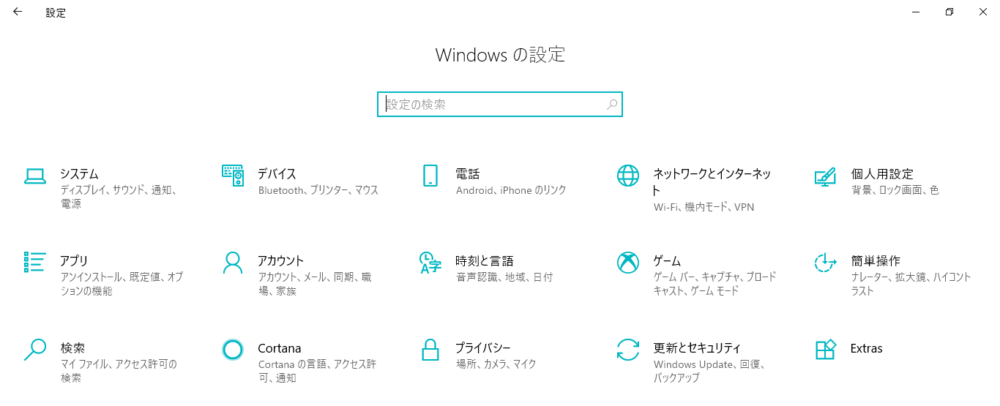 設定
Windows の設定
設定の検索
システム
ディスプレイ、サウンド、通知、
電源
デバイス
Bluetooth、プリンター、マウス
電話
Android、iPhone のリンク
ネットワークとインターネッ
ト
Wi-Fi、機内モード、VPN
個人用設定
背景、ロック画面、色
アプリ
アンインストール、既定値、オプ
ションの機能
アカウント
アカウント、メール、同期、職
場、家族
時刻と言語
音声認識、地域、日付
ゲーム
ゲーム バー、キャプチャ、ブロード
キャスト、ゲーム モード
簡単操作
ナレーター、拡大鏡、ハイコント
ラスト
検索
マイ ファイル、アクセス許可の
検索
Cortana
Cortana の言語、アクセス許
可、通知
プライバシー
場所、カメラ、マイク
更新とセキュリティ
Windows Update、回復、
バックアップ
Extras